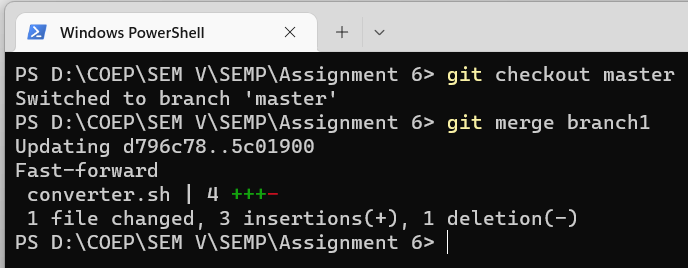 Windows PowerShell
PS D:\COEP\SEM V\SEMP\Assignment 6> git checkout master
Switched to branch 'master'
PS D:\COEP\SEM V\SEMP\Assignment 6> git merge branch1
Updating d796c78..5c01900
Fast-forward
 converter.sh | 4 +++-
 1 file changed, 3 insertions(+), 1 deletion(-)
PS D:\COEP\SEM V\SEMP\Assignment 6>